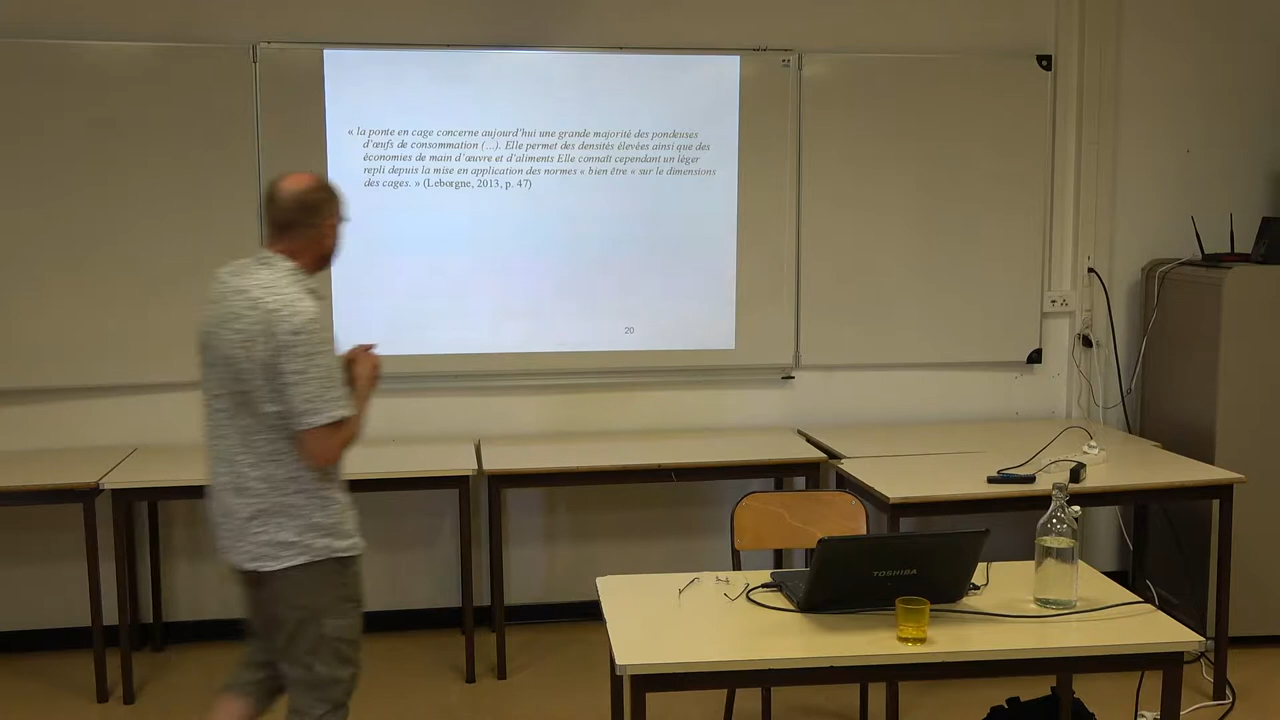 « la ponte en cage concerne aujourd'hui une grande majorité des pondeuses
d'œufs de consommation (…). Elle permet des densités élevées ainsi que des
économies de main d'œuvre et d'aliments Elle connaît cependant un léger
repli depuis la mise en application des normes « bien être « sur le dimensions
des cages. » (Leborgne, 2013, p. 47)
20
TOSHIBA